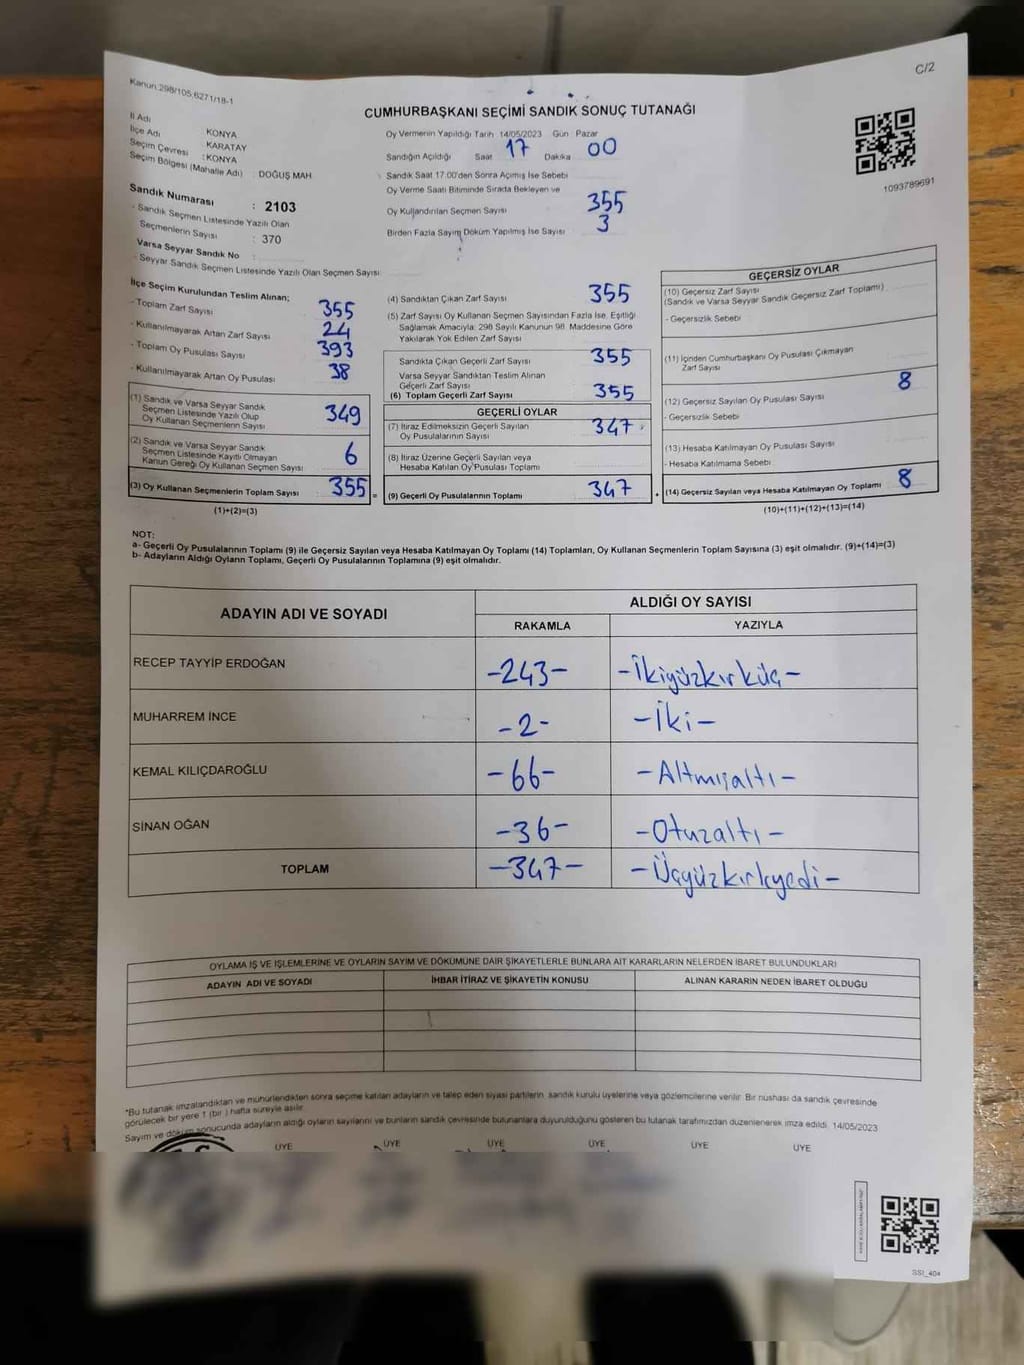 Kanun:298/105,6271/18-1
C/2
CUMHURBAŞKANI SEÇİMİ SANDIK SONUÇ TUTANAĞI
İl Adı KONYA
İlçe Adı KARATAY
Seçim Çevresi : KONYA
Seçim Bölgesi (Mahalle Adı) : DOĞUŞ MAH
Sandık Numarası : 2103
- Sandık Seçmen Listesinde Yazılı Olan
Seçmenlerin Sayısı : 370
Varsa Seyyar Sandık No :
- Seyyar Sandık Seçmen Listesinde Yazılı Olan Seçmen Sayısı:
Oy Vermenin Yapıldığı Tarih 14/05/2023 Gün Pazar
Sandığın Açıldığı Saat 17 Dakika 00
Sandık Saat 17:00'den Sonra Açılmış İse Sebebi
Oy Verme Saati Bitiminde Sırada Bekleyen ve
Oy Kullandırılan Seçmen Sayısı 355
Birden Fazla Sayım Döküm Yapılmış İse Sayısı 3
1093789691
İlçe Seçim Kurulundan Teslim Alınan;
- Toplam Zarf Sayısı 355
- Kullanılmayarak Artan Zarf Sayısı 24
- Toplam Oy Pusulası Sayısı 393
- Kullanılmayarak Artan Oy Pusulası 38
(1) Sandık ve Varsa Seyyar Sandık
Seçmen Listesinde Yazılı Olup
Oy Kullanan Seçmenlerin Sayısı 349
(2) Sandık ve Varsa Seyyar Sandık
Seçmen Listesinde Kayıtlı Olmayan
Kanun Gereği Oy Kullanan Seçmen Sayısı 6
(3) Oy Kullanan Seçmenlerin Toplam Sayısı 355 =
(1)+(2)=(3)
(4) Sandıktan Çıkan Zarf Sayısı 355
(5) Zarf Sayısı Oy Kullanan Seçmen Sayısından Fazla İse, Eşitliği
Sağlamak Amacıyla; 298 Sayılı Kanunun 98. Maddesine Göre
Yakılarak Yok Edilen Zarf Sayısı
Sandıkta Çıkan Geçerli Zarf Sayısı 355
Varsa Seyyar Sandıktan Teslim Alınan
Geçerli Zarf Sayısı
(6) Toplam Geçerli Zarf Sayısı 355
GEÇERLİ OYLAR
(7) İtiraz Edilmeksizin Geçerli Sayılan
Oy Pusulalarının Sayısı 347
(8) İtiraz Üzerine Geçerli Sayılan veya
Hesaba Katılan Oy Pusulası Toplamı
(9) Geçerli Oy Pusulalarının Toplamı 347 +
GEÇERSİZ OYLAR
(10) Geçersiz Zarf Sayısı
(Sandık ve Varsa Seyyar Sandık Geçersiz Zarf Toplamı)
- Geçersizlik Sebebi
(11) İçinden Cumhurbaşkanı Oy Pusulası Çıkmayan
Zarf Sayısı
(12) Geçersiz Sayılan Oy Pusulası Sayısı 8
- Geçersizlik Sebebi
(13) Hesaba Katılmayan Oy Pusulası Sayısı
- Hesaba Katılmama Sebebi
(14) Geçersiz Sayılan veya Hesaba Katılmayan Oy Toplamı 8
(10)+(11)+(12)+(13)=(14)
NOT:
a- Geçerli Oy Pusulalarının Toplamı (9) ile Geçersiz Sayılan veya Hesaba Katılmayan Oy Toplamı (14) Toplamları, Oy Kullanan Seçmenlerin Toplam Sayısına (3) eşit olmalıdır. (9)+(14)=(3)
b- Adayların Aldığı Oyların Toplamı, Geçerli Oy Pusulalarının Toplamına (9) eşit olmalıdır.
ADAYIN ADI VE SOYADI
ALDIĞI OY SAYISI
RAKAMLA YAZIYLA
RECEP TAYYİP ERDOĞAN -243- -İkiyüzkırküç-
MUHARREM İNCE -2- -İki-
KEMAL KILIÇDAROĞLU -66- -Altmışaltı-
SİNAN OĞAN -36- -Otuzaltı-
TOPLAM -347- -Üçyüzkırkyedi-
OYLAMA İŞ VE İŞLEMLERİNE VE OYLARIN SAYIM VE DÖKÜMÜNE DAİR ŞİKAYETLERLE BUNLARA AİT KARARLARIN NELERDEN İBARET BULUNDUKLARI
ADAYIN ADI VE SOYADI İHBAR İTİRAZ VE ŞİKAYETİN KONUSU ALINAN KARARIN NEDEN İBARET OLDUĞU
*Bu tutanak imzalandıktan ve mühürlendikten sonra seçime katılan adayların ve talep eden siyasi partilerin, sandık kurulu üyelerine veya gözlemcilerine verilir. Bir nüshası da sandık çevresinde
görülecek bir yere 1 (bir ) hafta süreyle asılır.
Sayım ve döküm sonucunda adayların aldığı oyların sayılarını ve bunların sandık çevresinde bulunanlara duyurulduğunu gösteren bu tutanak tarafımızdan düzenlenerek imza edildi. 14/05/2023
ÜYE ÜYE ÜYE ÜYE ÜYE ÜYE
SSI_404